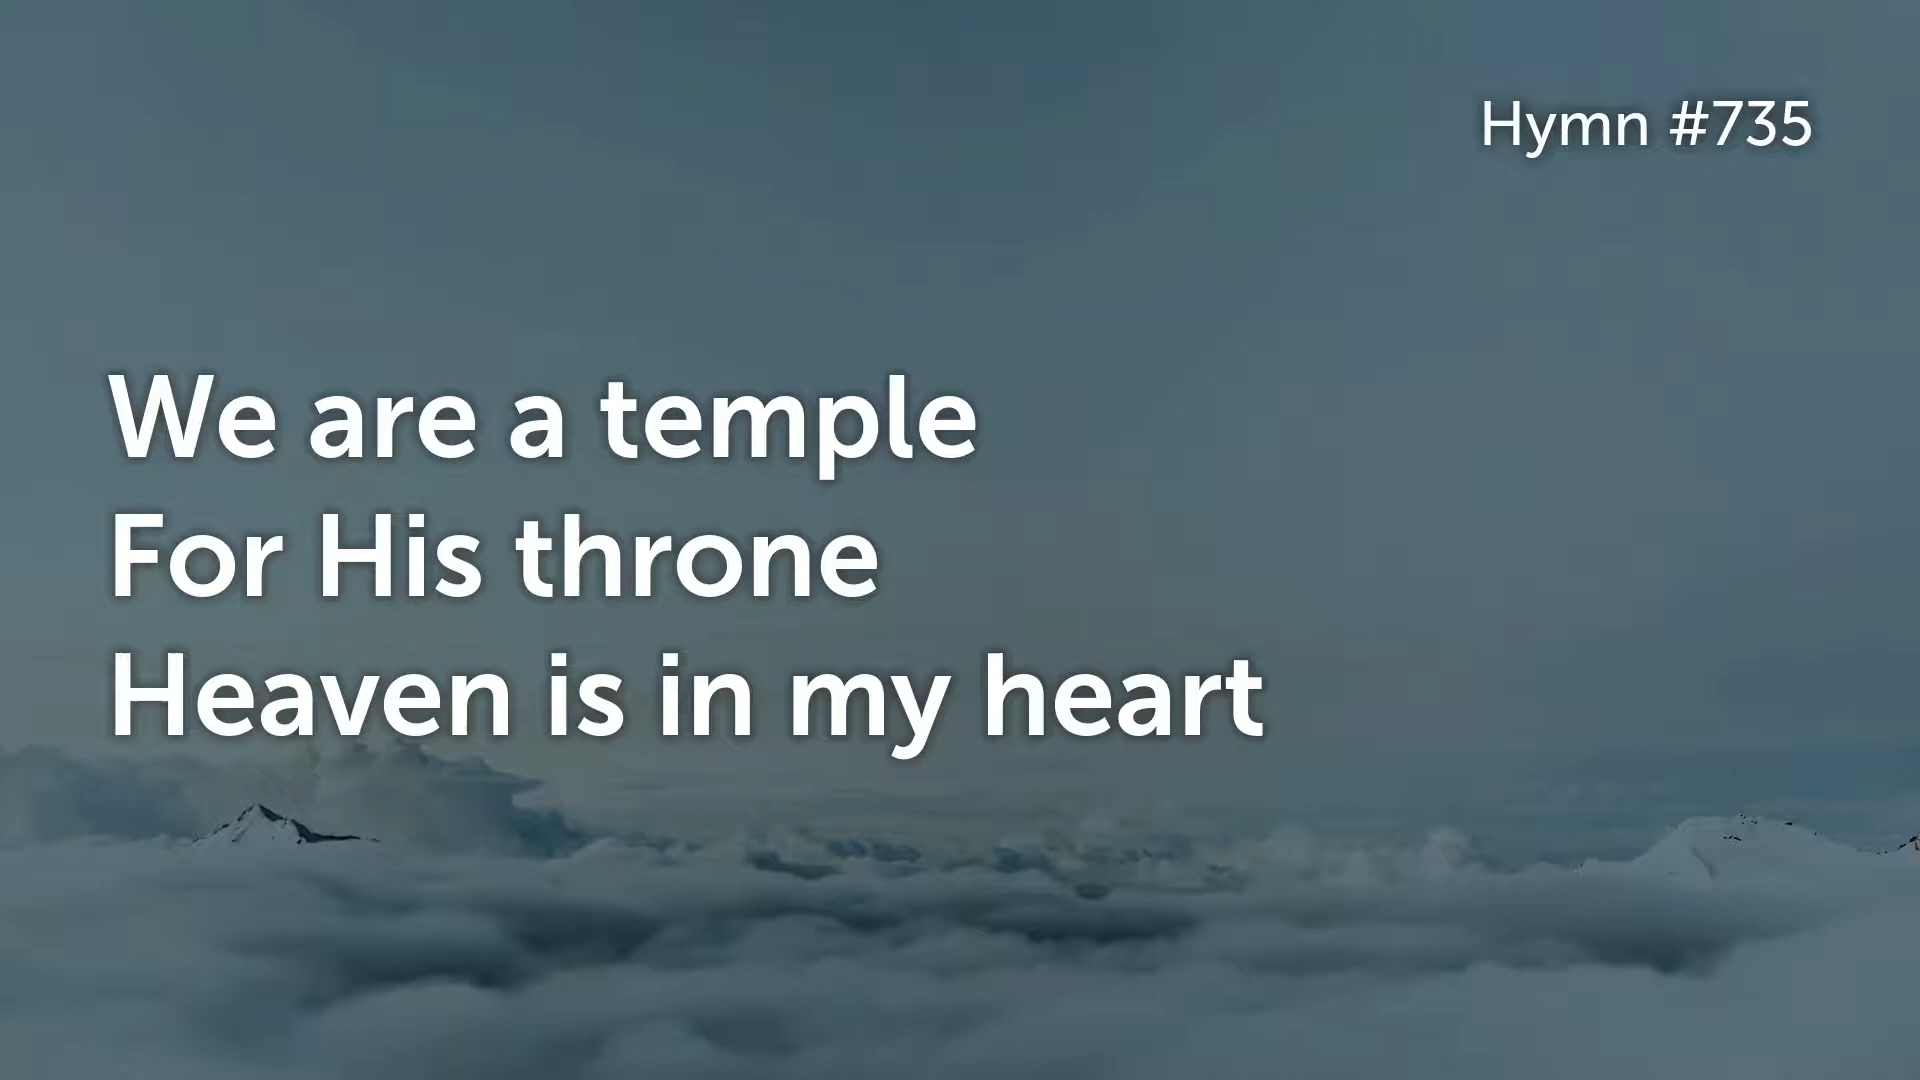 Hymn #735
We are a temple
For His throne
Heaven is in my heart